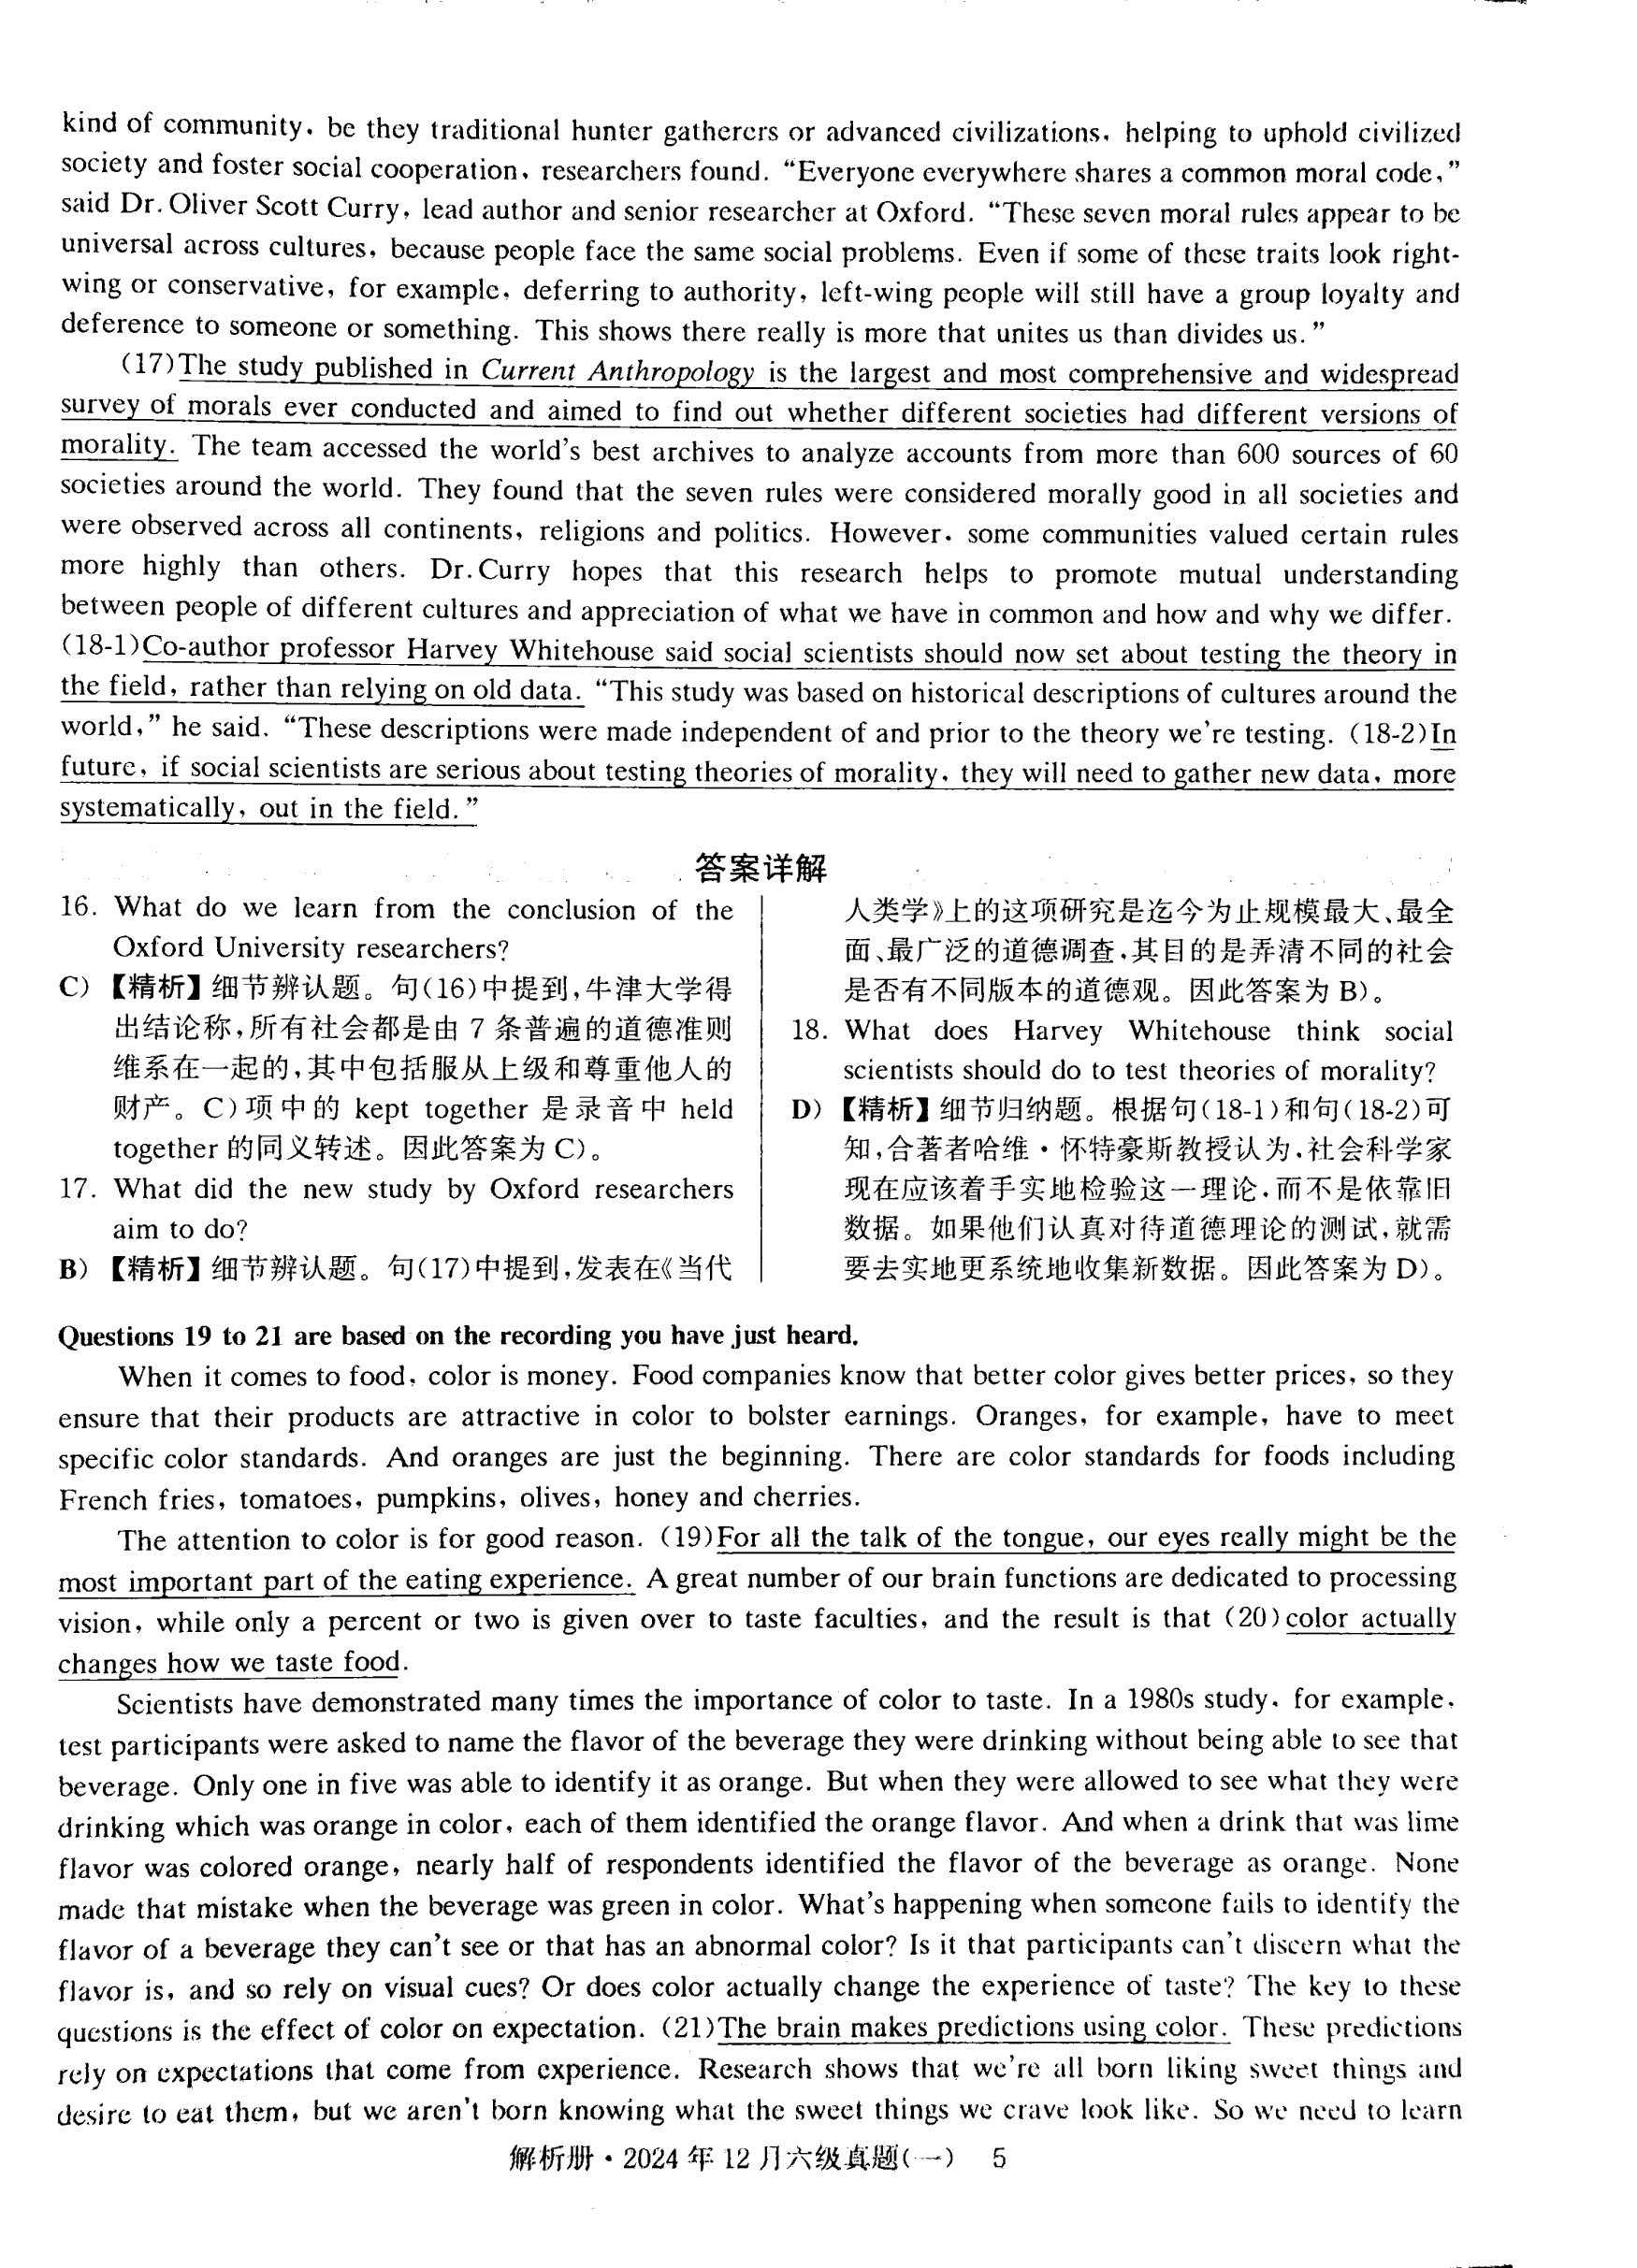 kind of community, be they traditional hunter gatherers or advanced civilizations, helping to uphold civilized
society and foster social cooperation, researchers found. “Everyone everywhere shares a common moral code,”
said Dr. Oliver Scott Curry, lead author and senior researcher at Oxford. “These seven moral rules appear to be
universal across cultures, because people face the same social problems. Even if some of these traits look right-
wing or conservative, for example, deferring to authority, left-wing people will still have a group loyalty and
deference to someone or something. This shows there really is more that unites us than divides us.”
(17)The study published in Current Anthropology is the largest and most comprehensive and widespread
survey of morals ever conducted and aimed to find out whether different societies had different versions of
morality. The team accessed the world's best archives to analyze accounts from more than 600 sources of 60
societies around the world. They found that the seven rules were considered morally good in all societies and
were observed across all continents, religions and politics. However, some communities valued certain rules
more highly than others. Dr. Curry hopes that this research helps to promote mutual understanding
between people of different cultures and appreciation of what we have in common and how and why we differ.
(18-1)Co-author professor Harvey Whitehouse said social scientists should now set about testing the theory in
the field, rather than relying on old data. “This study was based on historical descriptions of cultures around the
world,” he said. “These descriptions were made independent of and prior to the theory we're testing. (18-2)In
future, if social scientists are serious about testing theories of morality, they will need to gather new data, more
systematically, out in the field.”
答案详解
16. What do we learn from the conclusion of the
Oxford University researchers?
C)【精析】细节辨认题。句(16)中提到,牛津大学得
出结论称,所有社会都是由 7 条普遍的道德准则
维系在一起的,其中包括服从上级和尊重他人的
财产。C)项中的 kept together 是录音中 held
together 的同义转述。因此答案为 C)。
17. What did the new study by Oxford researchers
aim to do?
B)【精析】细节辨认题。句(17)中提到,发表在《当代
人类学》上的这项研究是迄今为止规模最大、最全
面、最广泛的道德调查,其目的是弄清不同的社会
是否有不同版本的道德观。因此答案为 B)。
18. What does Harvey Whitehouse think social
scientists should do to test theories of morality?
D)【精析】细节归纳题。根据句(18-1)和句(18-2)可
知,合著者哈维·怀特豪斯教授认为,社会科学家
现在应该着手实地检验这一理论,而不是依靠旧
数据。如果他们认真对待道德理论的测试,就需
要去实地更系统地收集新数据。因此答案为 D)。
Questions 19 to 21 are based on the recording you have just heard.
When it comes to food, color is money. Food companies know that better color gives better prices, so they
ensure that their products are attractive in color to bolster earnings. Oranges, for example, have to meet
specific color standards. And oranges are just the beginning. There are color standards for foods including
French fries, tomatoes, pumpkins, olives, honey and cherries.
The attention to color is for good reason. (19)For all the talk of the tongue, our eyes really might be the
most important part of the eating experience. A great number of our brain functions are dedicated to processing
vision, while only a percent or two is given over to taste faculties, and the result is that (20)color actually
changes how we taste food.
Scientists have demonstrated many times the importance of color to taste. In a 1980s study, for example,
test participants were asked to name the flavor of the beverage they were drinking without being able to see that
beverage. Only one in five was able to identify it as orange. But when they were allowed to see what they were
drinking which was orange in color, each of them identified the orange flavor. And when a drink that was lime
flavor was colored orange, nearly half of respondents identified the flavor of the beverage as orange. None
made that mistake when the beverage was green in color. What's happening when someone fails to identify the
flavor of a beverage they can't see or that has an abnormal color? Is it that participants can't discern what the
flavor is, and so rely on visual cues? Or does color actually change the experience of taste? The key to these
questions is the effect of color on expectation. (21)The brain makes predictions using color. These predictions
rely on expectations that come from experience. Research shows that we're all born liking sweet things and
desire to eat them, but we aren't born knowing what the sweet things we crave look like. So we need to learn
解析册·2024 年 12 月六级真题(一) 5